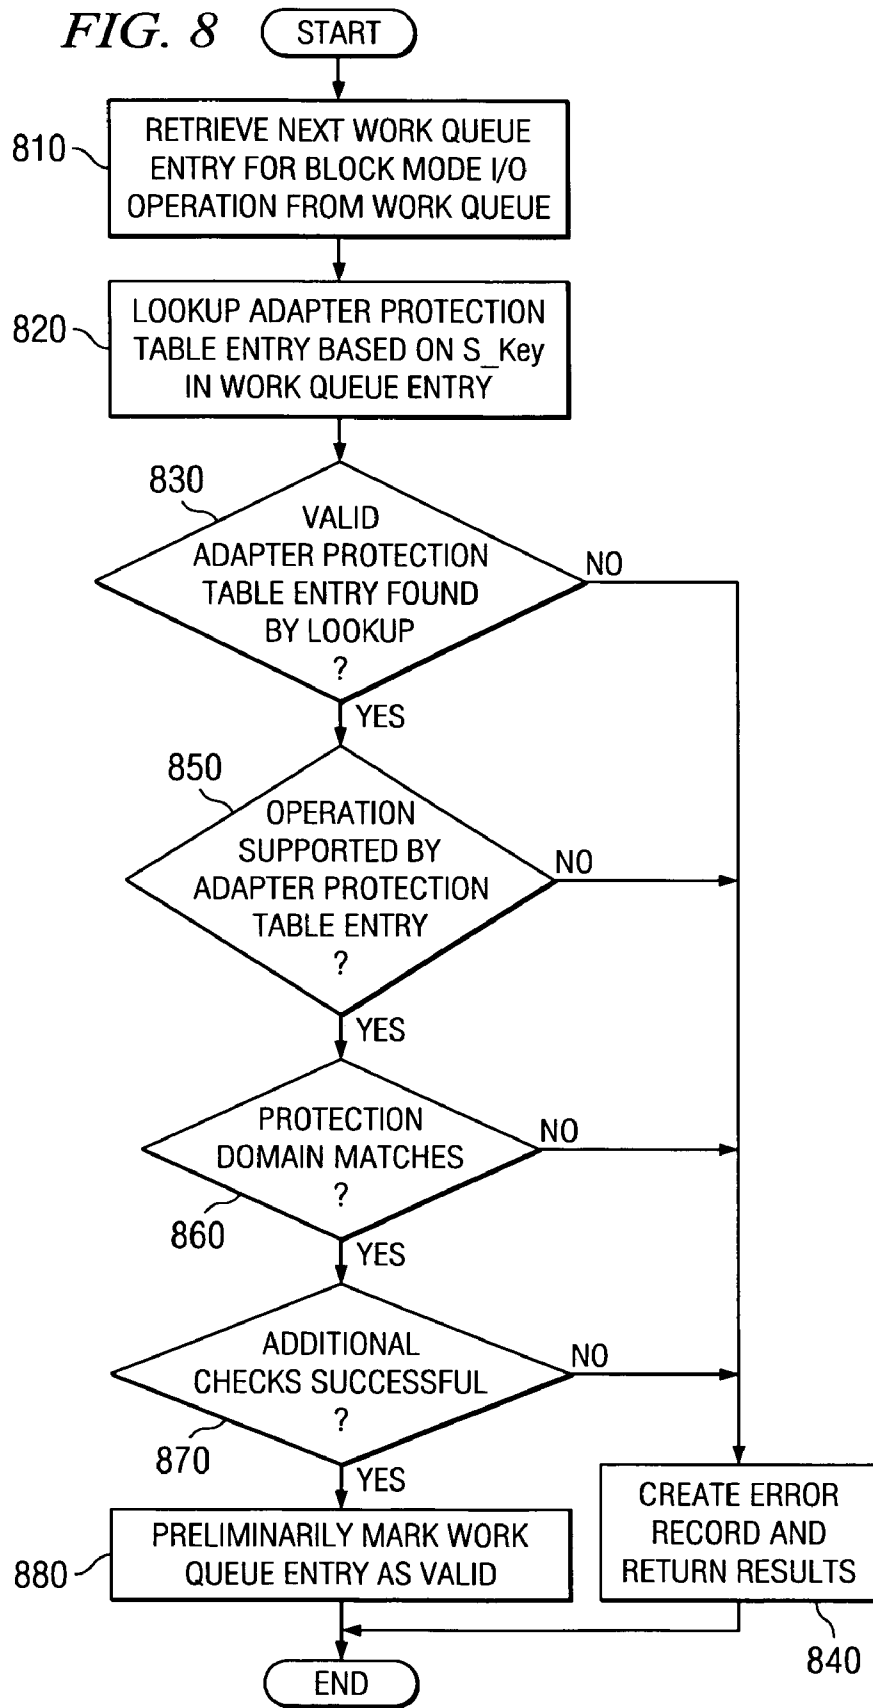 FIG. 8
START
810
RETRIEVE NEXT WORK QUEUE
ENTRY FOR BLOCK MODE I/O
OPERATION FROM WORK QUEUE
820
LOOKUP ADAPTER PROTECTION
TABLE ENTRY BASED ON S_Key
IN WORK QUEUE ENTRY
830
VALID
ADAPTER PROTECTION
TABLE ENTRY FOUND
BY LOOKUP
?
NO
YES
850
OPERATION
SUPPORTED BY
ADAPTER PROTECTION
TABLE ENTRY
?
NO
YES
PROTECTION
DOMAIN MATCHES
?
NO
860
YES
ADDITIONAL
CHECKS SUCCESSFUL
?
NO
870
YES
880
PRELIMINARILY MARK WORK
QUEUE ENTRY AS VALID
CREATE ERROR
RECORD AND
RETURN RESULTS
840
END